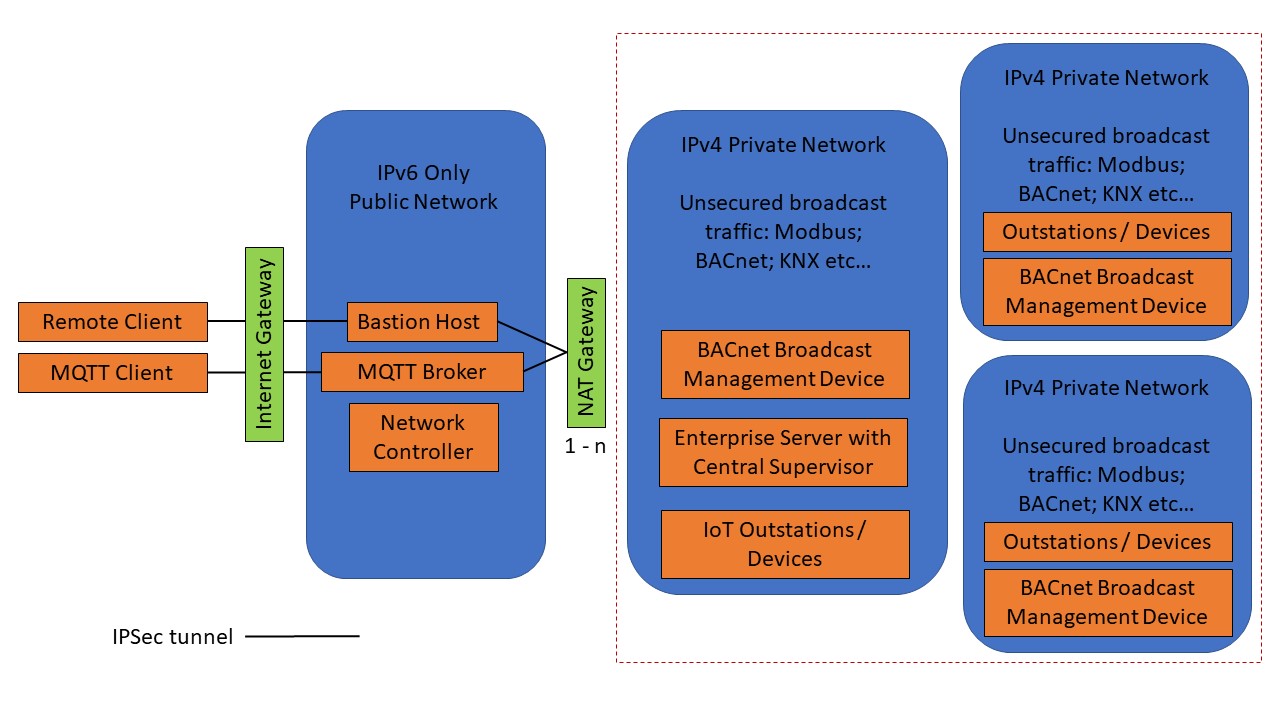 Remote Client
MQTT Client
Internet Gateway
IPv6 Only
Public Network
Bastion Host
MQTT Broker
Network
Controller
NAT Gateway
1 - n
IPv4 Private Network
Unsecured broadcast
traffic: Modbus;
BACnet; KNX etc...
BACnet Broadcast
Management Device
Enterprise Server with
Central Supervisor
IoT Outstations /
Devices
IPv4 Private Network
Unsecured broadcast
traffic: Modbus;
BACnet; KNX etc...
Outstations / Devices
BACnet Broadcast
Management Device
IPv4 Private Network
Unsecured broadcast
traffic: Modbus;
BACnet; KNX etc...
Outstations / Devices
BACnet Broadcast
Management Device
IPSec tunnel